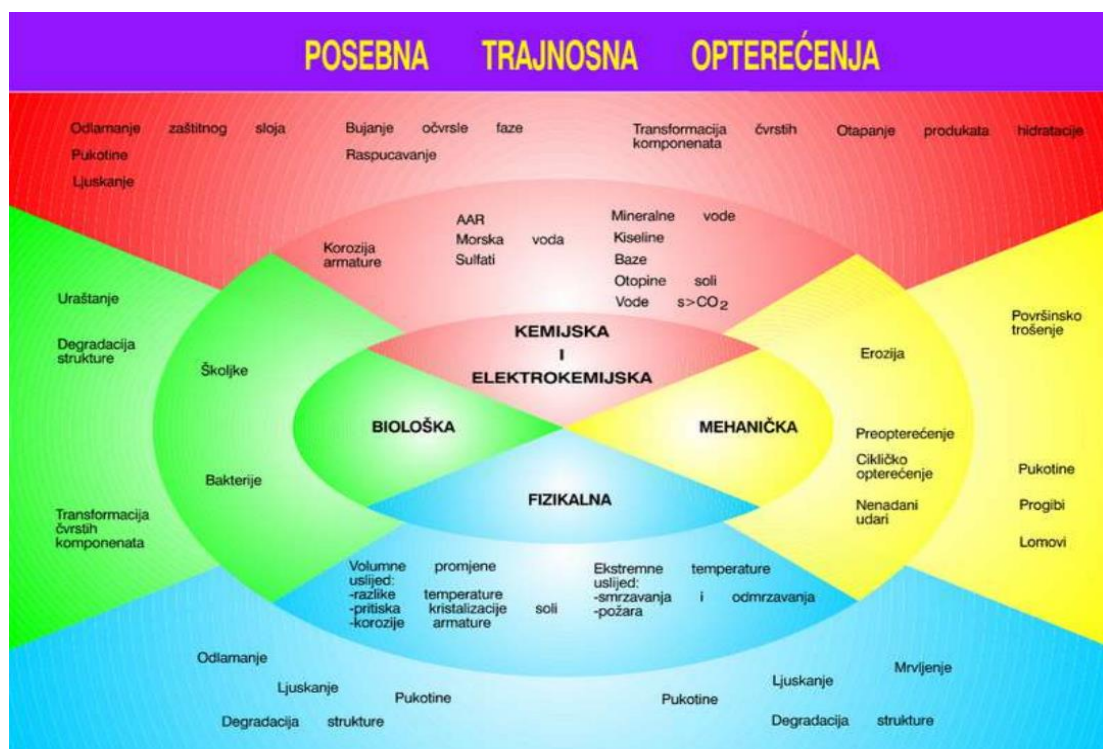 POSEBNA TRAJNOSNA OPTEREĆENJA
Odlamanje zaštitnog sloja
Pukotine
Ljuskanje
Bujanje očvrsle faze
Raspucavanje
Transformacija čvrstih
komponenata
Otapanje produkata hidratacije
Korozija
armature
AAR
Morska voda
Sulfati
Mineralne vode
Kiseline
Baze
Otopine soli
Vode s>CO₂
KEMIJSKA
I
ELEKTROKEMIJSKA
Uraštanje
Degradacija
strukture
Transformacija
čvrstih
komponenata
Školjke
Bakterije
BIOLOŠKA
MEHANIČKA
Erozija
Preopterećenje
Cikličko
opterećenje
Nenadani
udari
Površinsko
trošenje
Pukotine
Progibi
Lomovi
FIZIKALNA
Volumne promjene
uslijed:
-razlike temperature
-pritiska kristalizacije soli
-korozije armature
Ekstremne temperature
uslijed:
-smrzavanja i odmrzavanja
-požara
Odlamanje
Ljuskanje
Pukotine
Degradacija strukture
Pukotine
Ljuskanje
Mrvljenje
Degradacija strukture